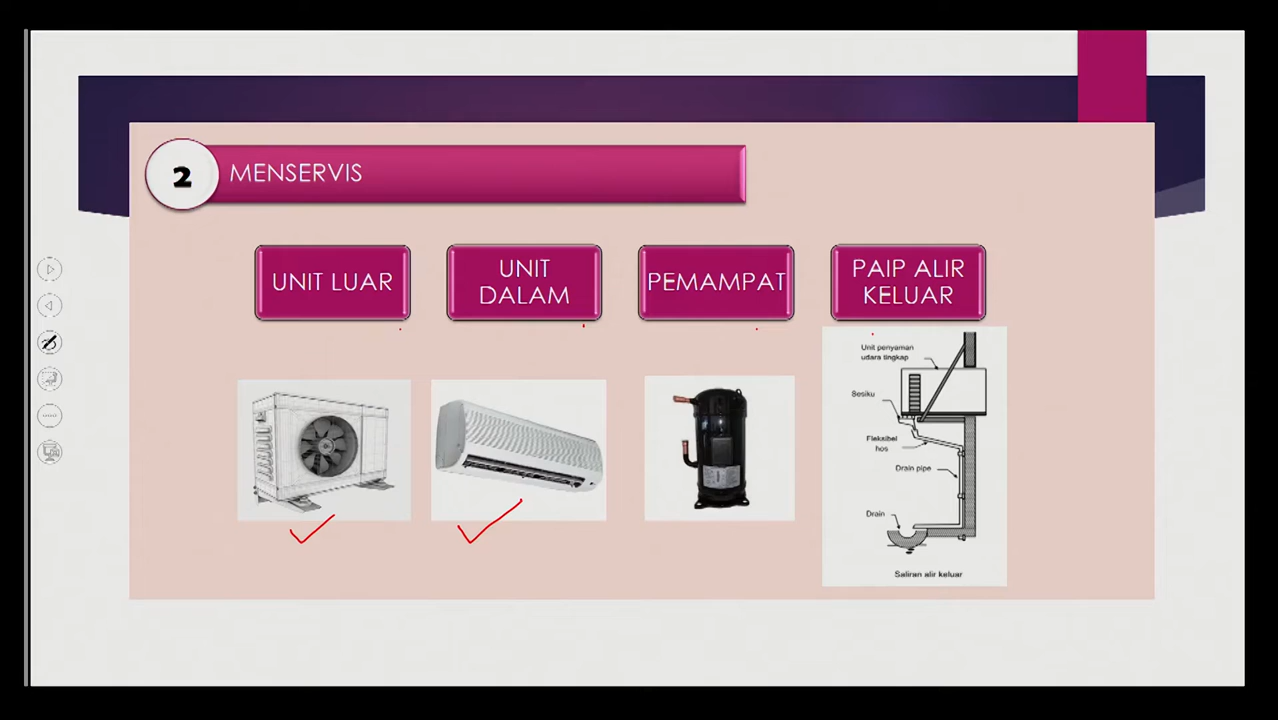 2
MENSERVIS
UNIT LUAR
UNIT
DALAM
PEMAMPAT
PAIP ALIR
KELUAR
Unit penyaman
udara tingkap
Sesiku
Fleksibel
hos
Drain pipe
Drain
Saliran alir keluar